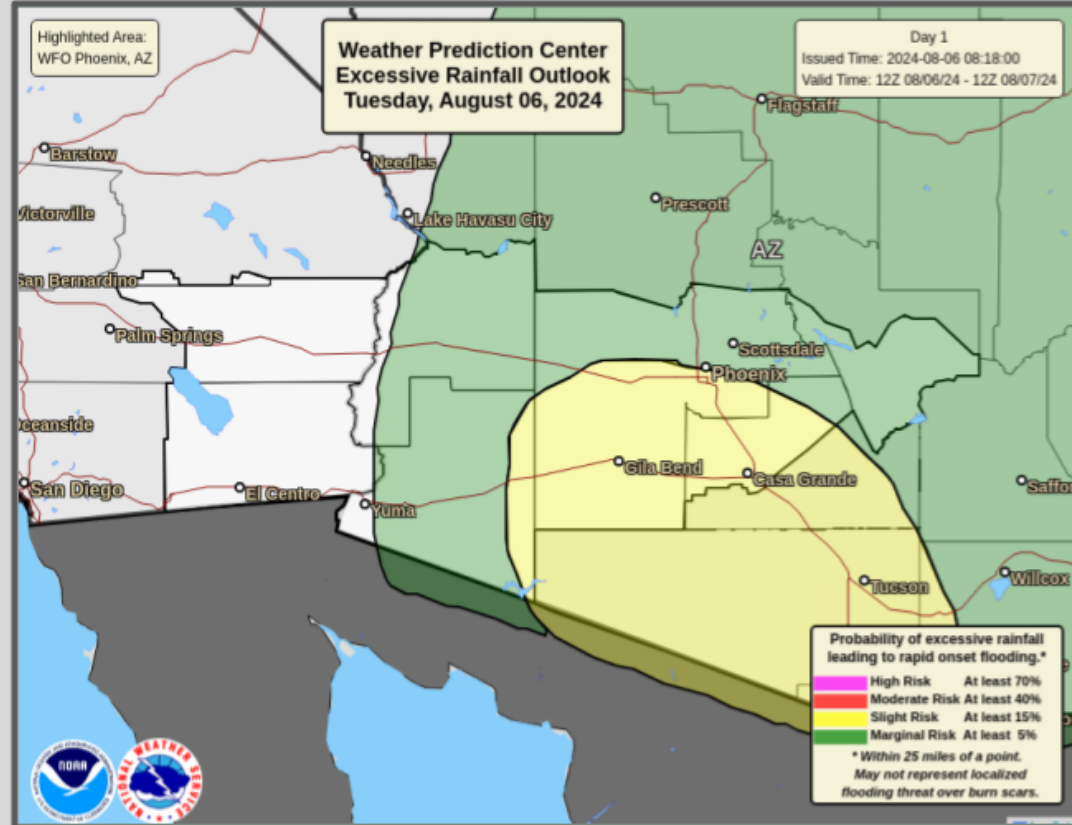 Highlighted Area:
WFO Phoenix, AZ
Weather Prediction Center
Excessive Rainfall Outlook
Tuesday, August 06, 2024
Day 1
Issued Time: 2024-08-06 08:18:00
Valid Time: 12Z 08/06/24 - 12Z 08/07/24
Flagstaff
Barstow
Needles
Prescott
Victorville
Lake Havasu City
AZ
San Bernardino
Palm Springs
Scottsdale
Phoenix
Oceanside
Gila Bend
Casa Grande
San Diego
El Centro
Saffo
Yuma
Tucson
Willcox
Probability of excessive rainfall
leading to rapid onset flooding.*
High Risk At least 70%
Moderate Risk At least 40%
Slight Risk At least 15%
Marginal Risk At least 5%
* Within 25 miles of a point.
May not represent localized
flooding threat over burn scars.
NOAA
NATIONAL WEATHER SERVICE